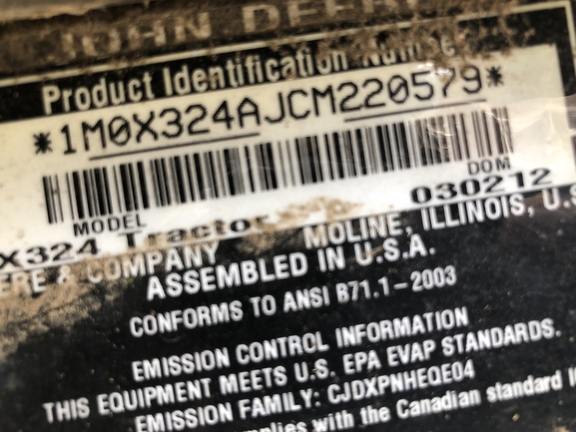 JOHN DEERE
Product Identification Number
*1M0X324AJCM220579*
DOM
MODEL 030212
X324 Tractor
ERE & COMPANY MOLINE, ILLINOIS, U.S
ASSEMBLED IN U.S.A.
CONFORMS TO ANSI B71.1-2003
EMISSION CONTROL INFORMATION
THIS EQUIPMENT MEETS U.S. EPA EVAP STANDARDS.
EMISSION FAMILY: CJDXPNHEQE04
mplies with the Canadian standard